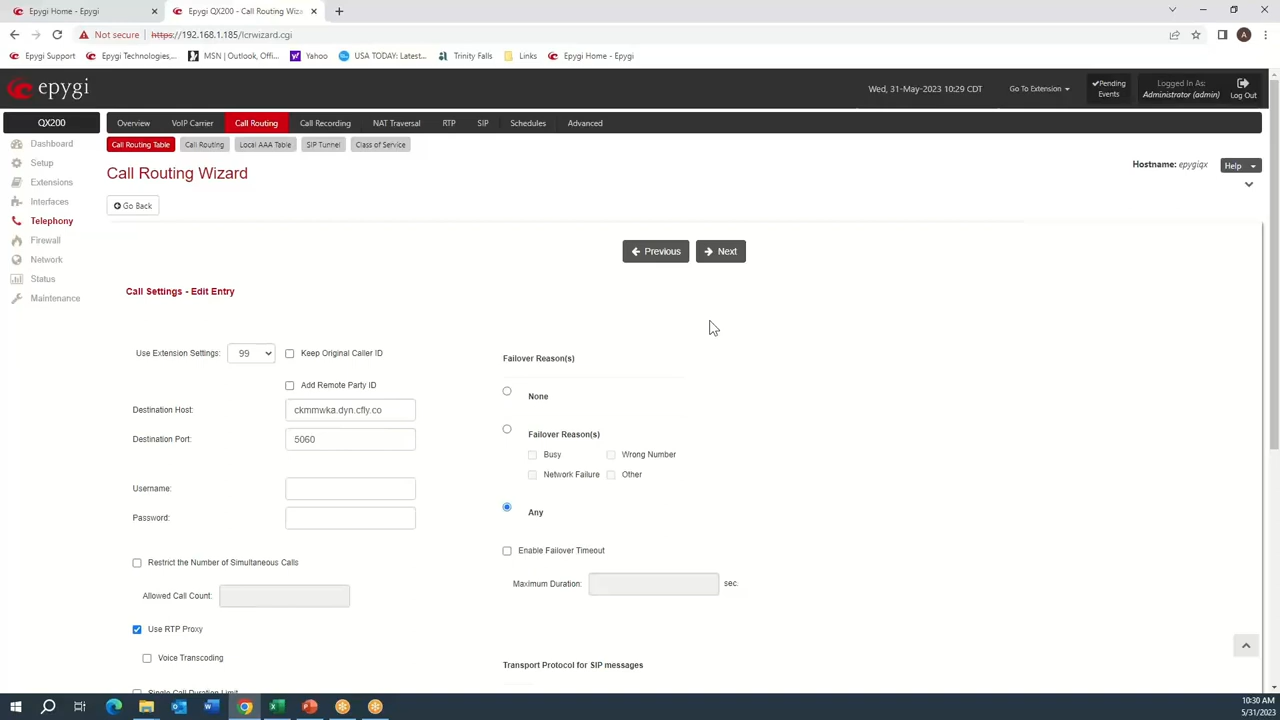 Epygi Home - Epygi
Epygi QX200 - Call Routing Wizard
Not secure
https://192.168.1.185/lcrwizard.cgi
A
Epygi Support
Epygi Technologies,...
MSN | Outlook, Offi...
Yahoo
USA TODAY: Latest...
Trinity Falls
Links
Epygi Home - Epygi
epygi
Wed, 31-May-2023 10:29 CDT
Go To Extension
Pending
Events
Logged In As:
Administrator (admin)
Log Out
QX200
Overview
VoIP Carrier
Call Routing
Call Recording
NAT Traversal
RTP
SIP
Schedules
Advanced
Dashboard
Setup
Extensions
Interfaces
Telephony
Firewall
Network
Status
Maintenance
Call Routing Table
Call Routing
Local AAA Table
SIP Tunnel
Class of Service
Call Routing Wizard
Hostname: epygiqx
Help
Go Back
Previous
Next
Call Settings - Edit Entry
Use Extension Settings: 99
Keep Original Caller ID
Add Remote Party ID
Destination Host: ckmmwka.dyn.cfly.co
Destination Port: 5060
Username:
Password:
Restrict the Number of Simultaneous Calls
Allowed Call Count:
Use RTP Proxy
Voice Transcoding
Single Call Duration Limit
Failover Reason(s)
None
Failover Reason(s)
Busy
Wrong Number
Network Failure
Other
Any
Enable Failover Timeout
Maximum Duration: sec.
Transport Protocol for SIP messages
10:30 AM
5/31/2023